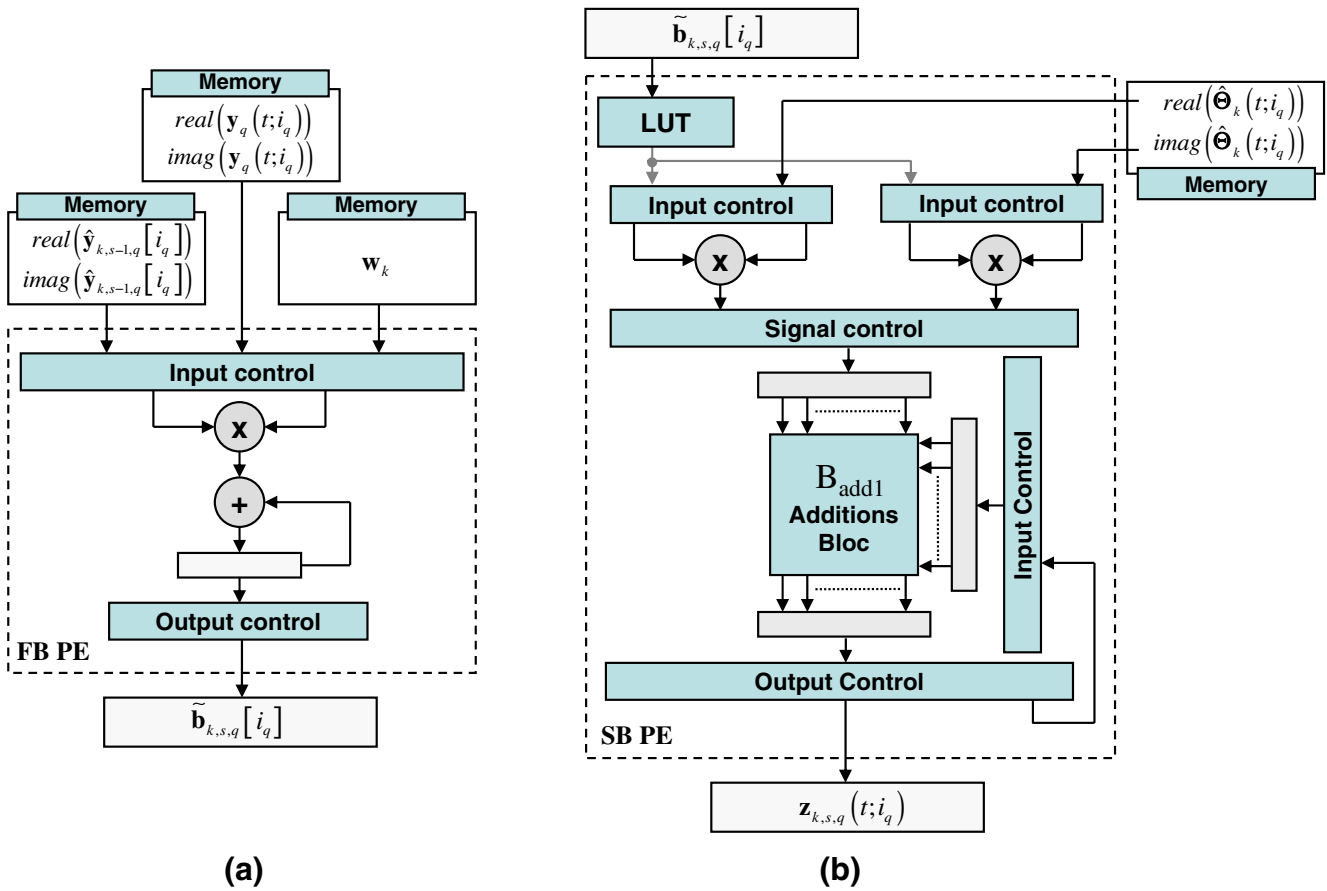 Memory
real(y_q(t;i_q))
imag(y_q(t;i_q))
Memory
real(ŷ_{k,s−1,q}[i_q])
imag(ŷ_{k,s−1,q}[i_q])
Memory
w_k
Input control
x
+
Output control
FB PE
b̃_{k,s,q}[i_q]
(a)
b̃_{k,s,q}[i_q]
LUT
real(Θ̂_k(t;i_q))
imag(Θ̂_k(t;i_q))
Memory
Input control
Input control
x
x
Signal control
B_{add1}
Additions
Bloc
Input Control
Output Control
SB PE
z_{k,s,q}(t;i_q)
(b)